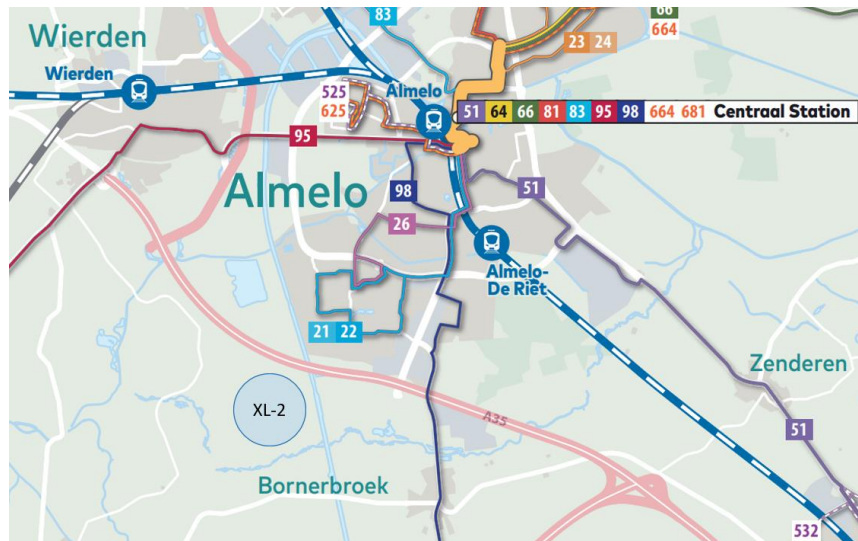 83
66
664
23 24
Wierden
Wierden
525
625
Almelo
51 64 66 81 83 95 98 664 681 Centraal Station
95
Almelo
98
51
26
Almelo-
De Riet
21 22
Zenderen
XL-2
A35
51
Bornerbroek
532